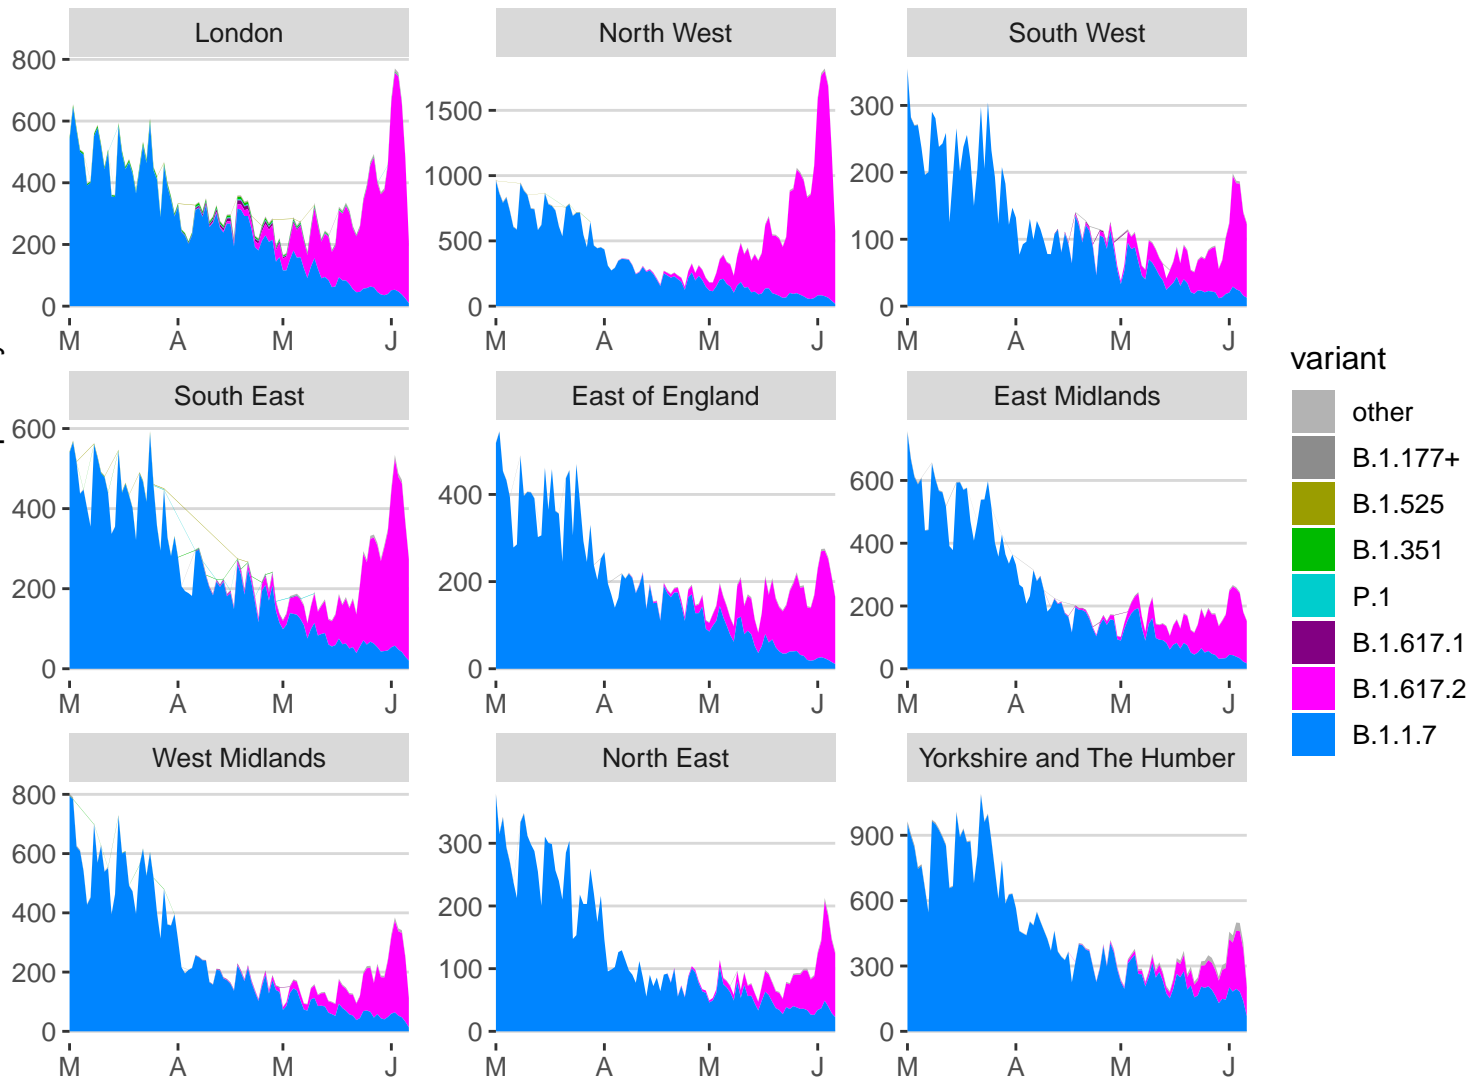 London
North West
South West
800
600
400
200
0
M A M J
1500
1000
500
0
M A M J
300
200
100
0
M A M J
South East
East of England
East Midlands
600
400
200
0
M A M J
400
200
0
M A M J
600
400
200
0
M A M J
West Midlands
North East
Yorkshire and The Humber
800
600
400
200
0
M A M J
300
200
100
0
M A M J
900
600
300
0
M A M J
variant
other
B.1.177+
B.1.525
B.1.351
P.1
B.1.617.1
B.1.617.2
B.1.1.7